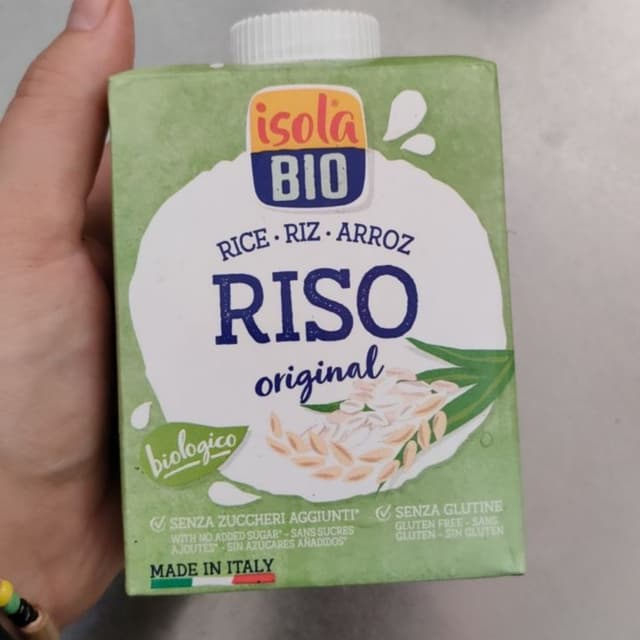 isola
BIO
RICE · RIZ · ARROZ
RISO
original
biologico
SENZA ZUCCHERI AGGIUNTI*
WITH NO ADDED SUGAR* - SANS SUCRES
AJOUTES* - SIN AZÚCARES AÑADIDOS*
SENZA GLUTINE
GLUTEN FREE - SANS
GLUTEN - SIN GLUTEN
MADE IN ITALY